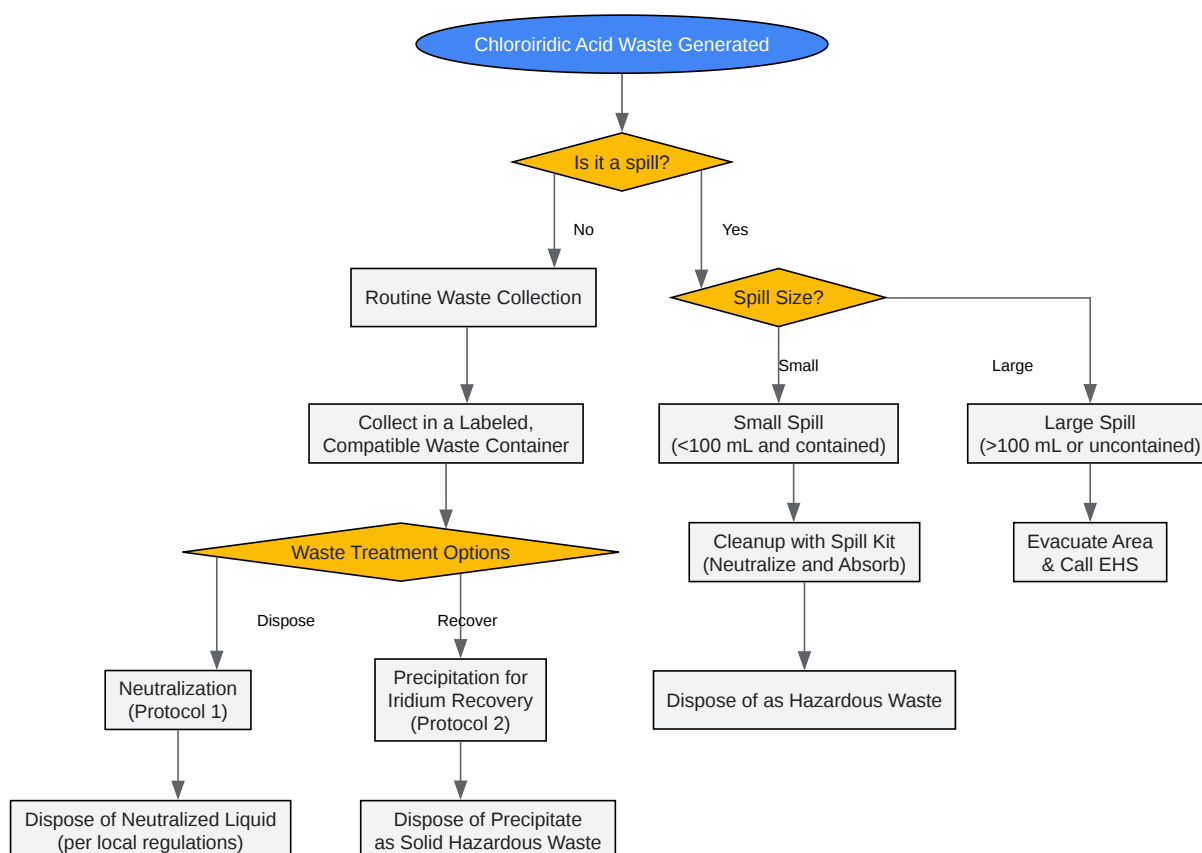 Chloroiridic Acid Waste Generated
Is it a spill?
No
Yes
Routine Waste Collection
Spill Size?
Small
Large
Collect in a Labeled,
Compatible Waste Container
Small Spill
(<100 mL and contained)
Large Spill
(>100 mL or uncontained)
Waste Treatment Options
Cleanup with Spill Kit
(Neutralize and Absorb)
Evacuate Area
& Call EHS
Dispose
Recover
Neutralization
(Protocol 1)
Precipitation for
Iridium Recovery
(Protocol 2)
Dispose of as Hazardous Waste
Dispose of Neutralized Liquid
(per local regulations)
Dispose of Precipitate
as Solid Hazardous Waste